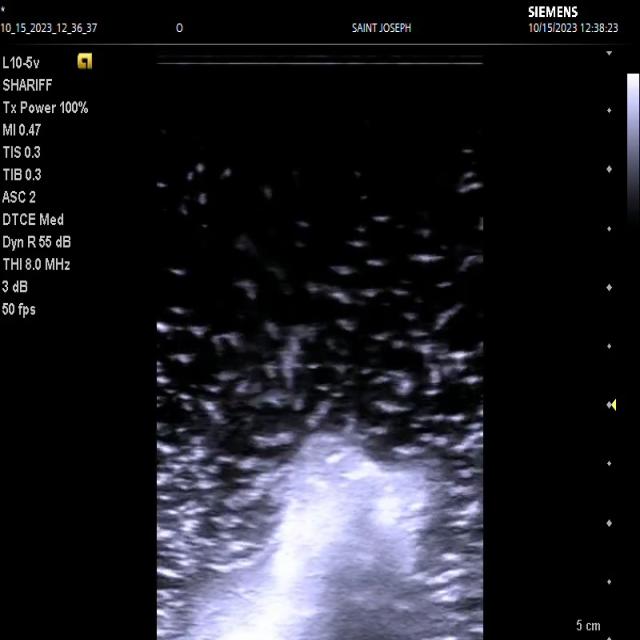 *
SIEMENS
10_15_2023_12_36_37 O SAINT JOSEPH 10/15/2023 12:38:23
L10-5v
SHARIFF
Tx Power 100%
MI 0.47
TIS 0.3
TIB 0.3
ASC 2
DTCE Med
Dyn R 55 dB
THI 8.0 MHz
3 dB
50 fps
5 cm